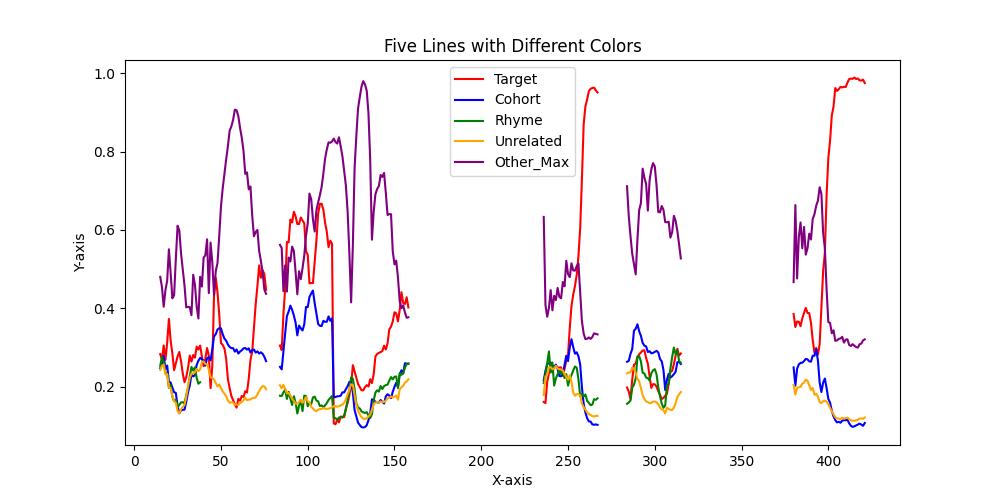 Five Lines with Different Colors
Target
Cohort
Rhyme
Unrelated
Other_Max
1.0
0.8
0.6
0.4
0.2
Y-axis
0 50 100 150 200 250 300 350 400
X-axis